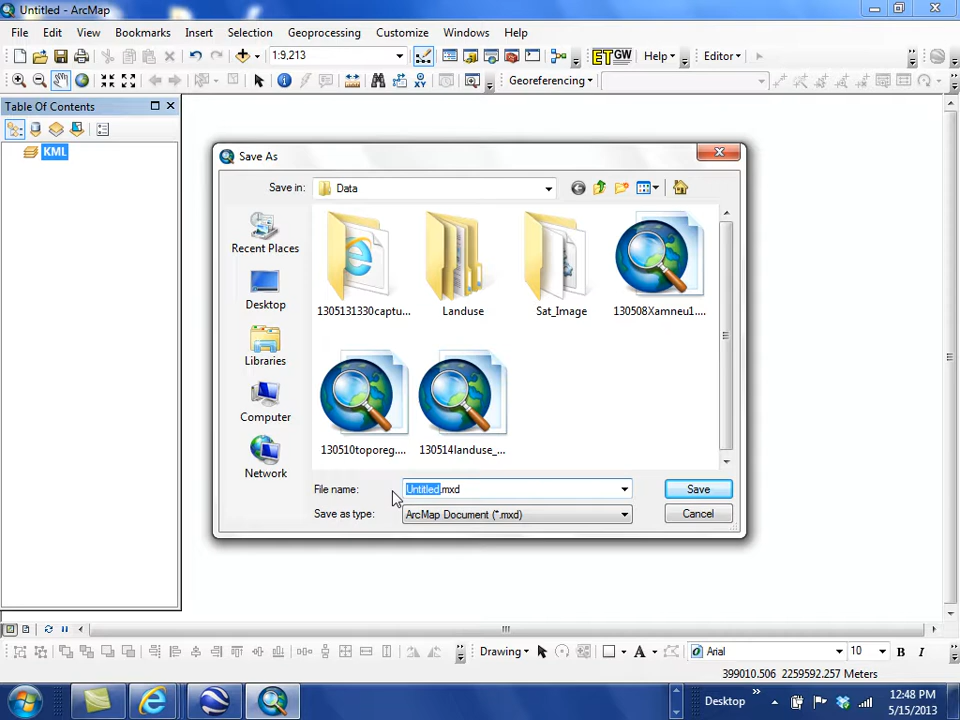 Untitled - ArcMap
File Edit View Bookmarks Insert Selection Geoprocessing Customize Windows Help
1:9,213 ETGW Help Editor
Georeferencing
Table Of Contents
KML
Save As
Save in: Data
Recent Places
Desktop
Libraries
Computer
Network
1305131330captu... Landuse Sat_Image 130508Xamneu1....
130510toporeg.... 130514landuse_...
File name: Untitled.mxd Save
Save as type: ArcMap Document (*.mxd) Cancel
Drawing A Arial 10 B I
399010.506 2259592.257 Meters
Desktop 12:48 PM
5/15/2013